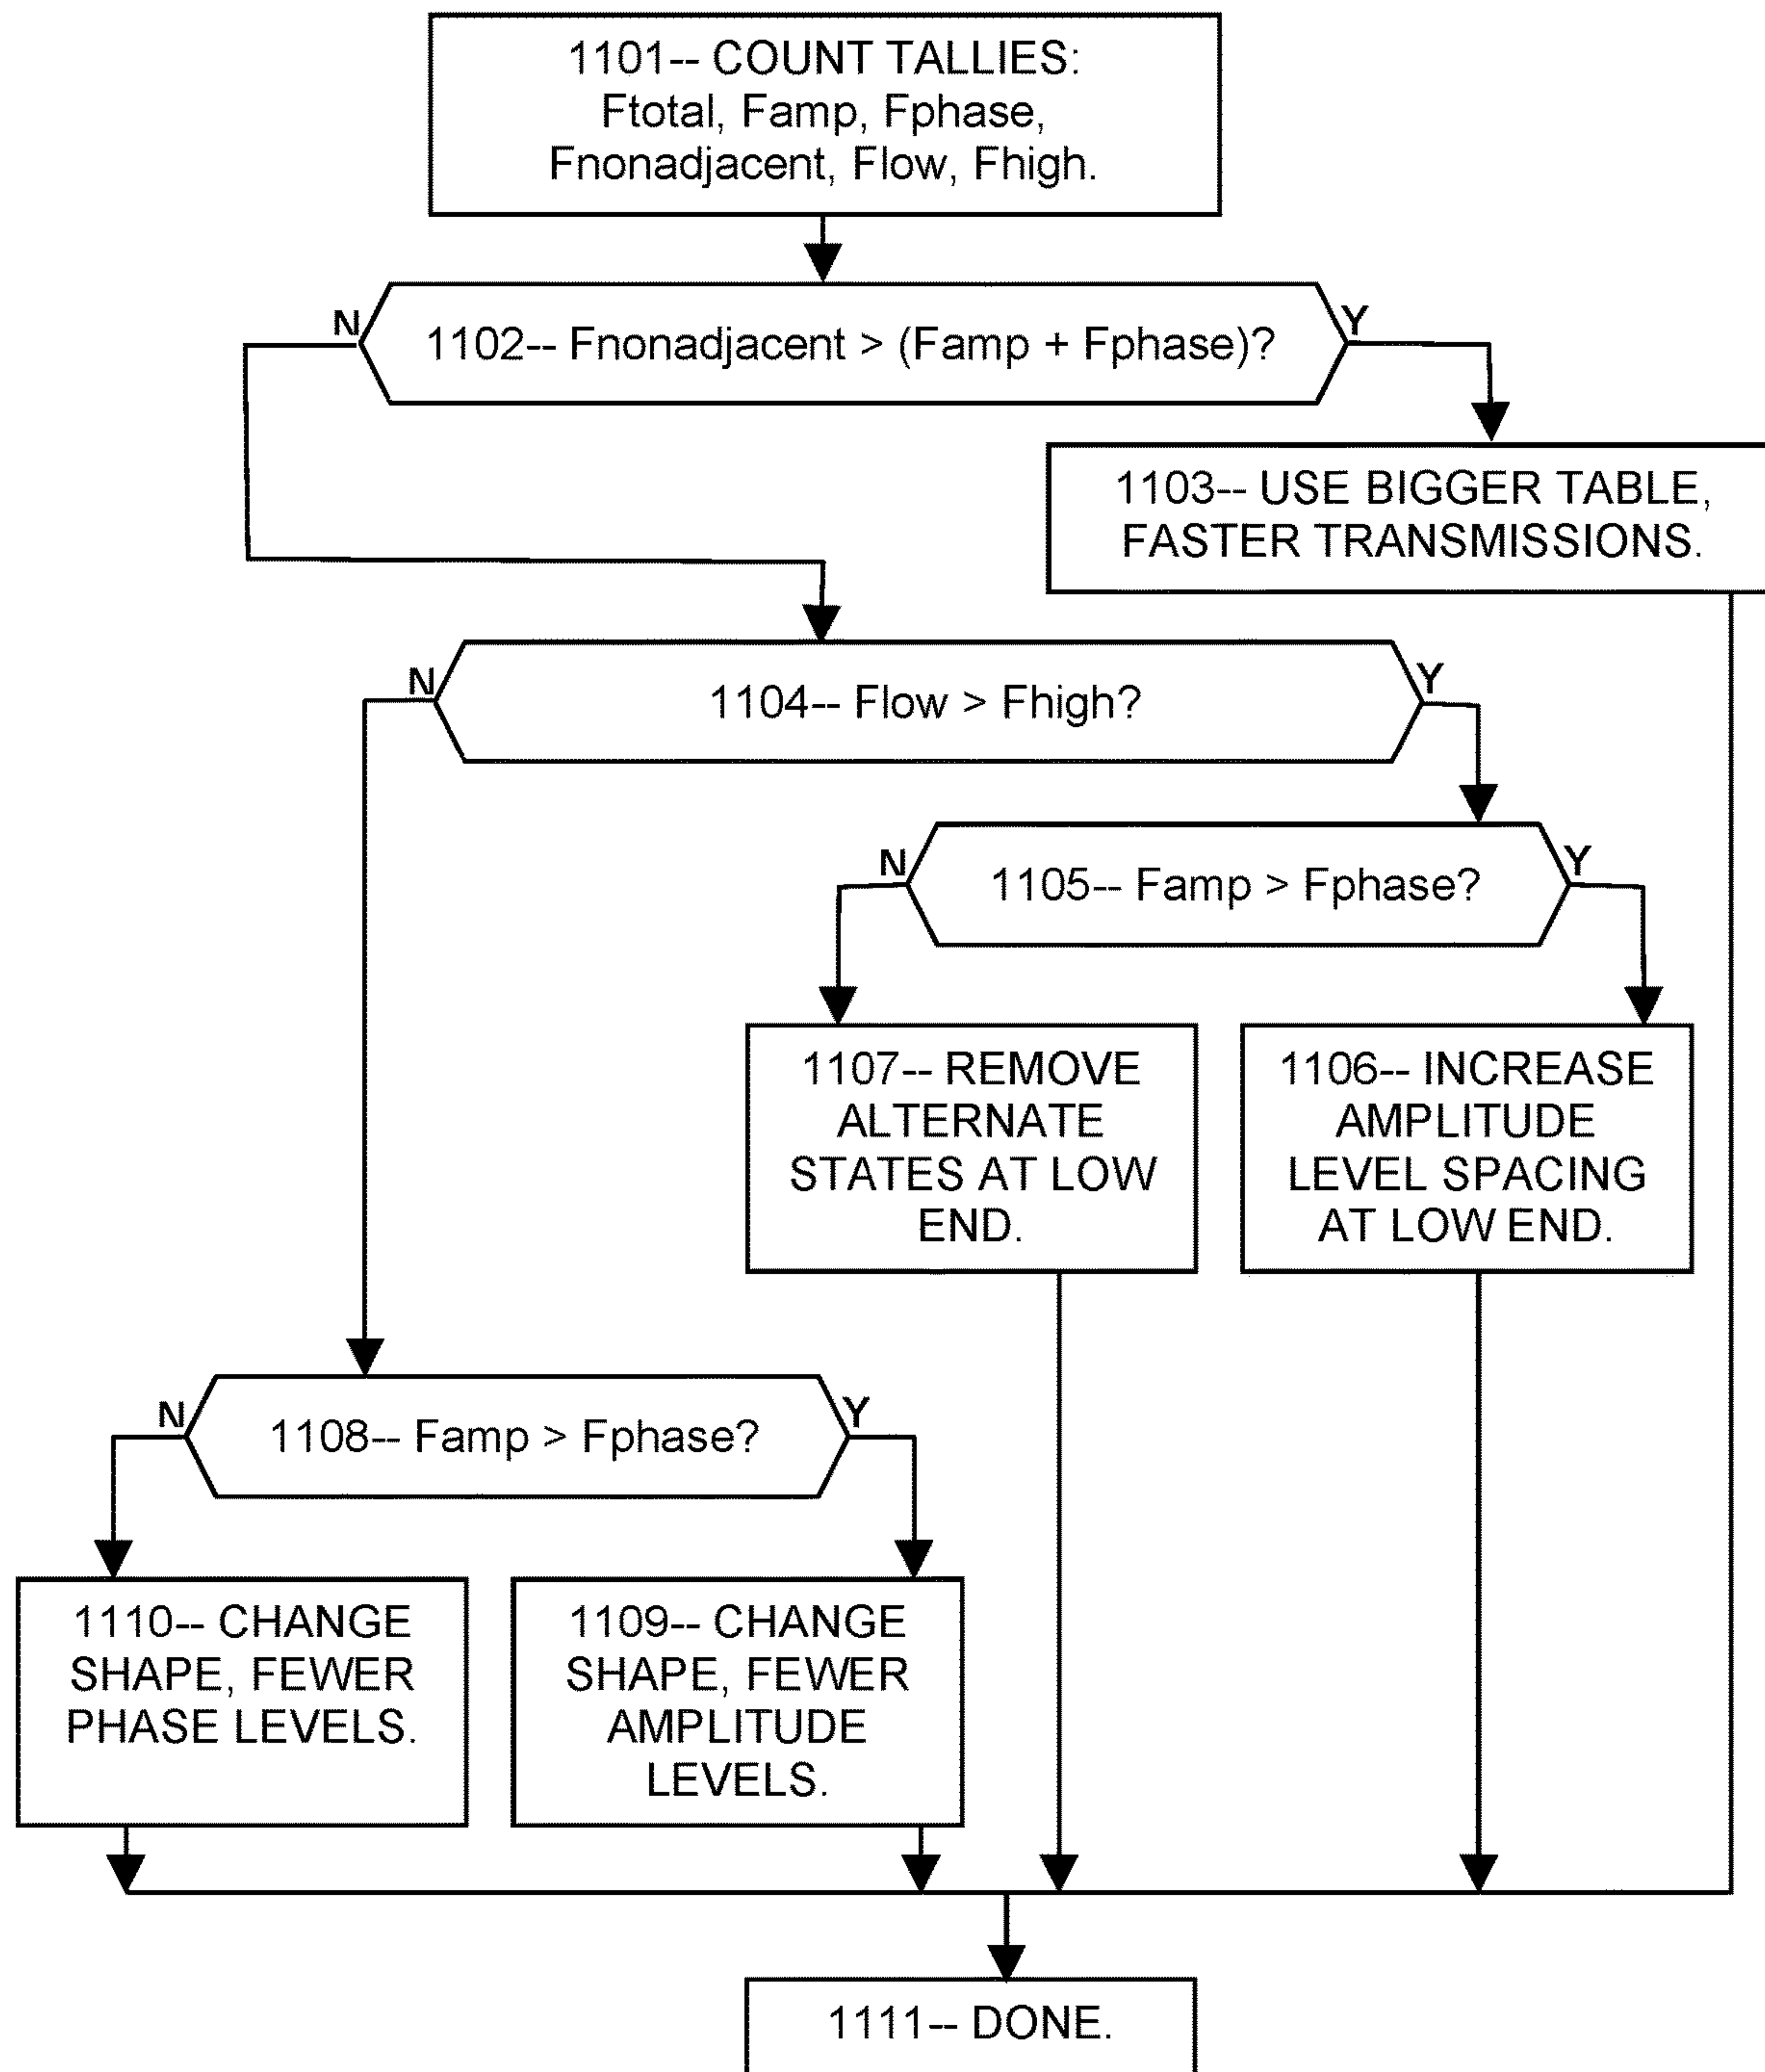 1101-- COUNT TALLIES:
Ftotal, Famp, Fphase,
Fnonadjacent, Flow, Fhigh.
N
Y
1102-- Fnonadjacent > (Famp + Fphase)?
1103-- USE BIGGER TABLE,
FASTER TRANSMISSIONS.
N
Y
1104-- Flow > Fhigh?
N
Y
1105-- Famp > Fphase?
1107-- REMOVE
ALTERNATE
STATES AT LOW
END.
1106-- INCREASE
AMPLITUDE
LEVEL SPACING
AT LOW END.
N
Y
1108-- Famp > Fphase?
1110-- CHANGE
SHAPE, FEWER
PHASE LEVELS.
1109-- CHANGE
SHAPE, FEWER
AMPLITUDE
LEVELS.
1111-- DONE.